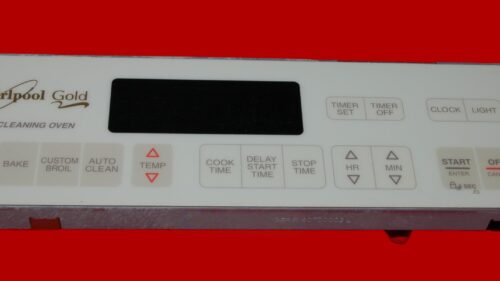 rlpool Gold
CLEANING OVEN
TIMER SET
TIMER OFF
CLOCK
LIGHT
BAKE
CUSTOM BROIL
AUTO CLEAN
TEMP
COOK TIME
DELAY START TIME
STOP TIME
HR
MIN
START
ENTER
SEC